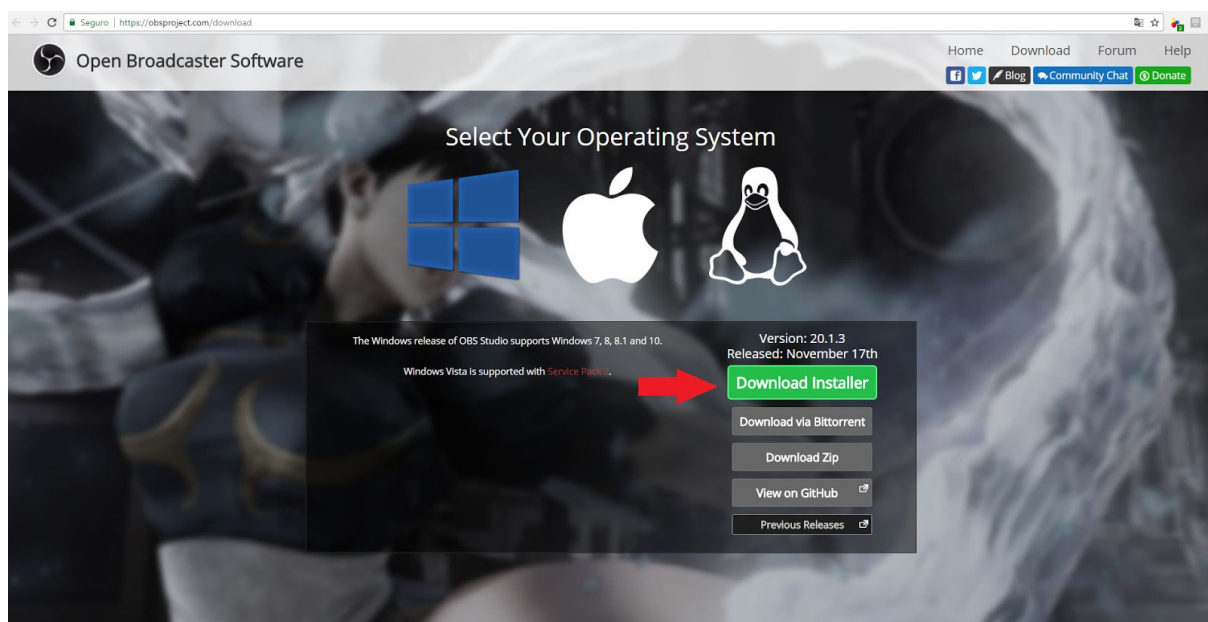 Seguro | https://obsproject.com/download
Open Broadcaster Software
Home Download Forum Help
Blog Community Chat Donate
Select Your Operating System
The Windows release of OBS Studio supports Windows 7, 8, 8.1 and 10.
Windows Vista is supported with Service Pack 2.
Version: 20.1.3
Released: November 17th
Download Installer
Download via Bittorrent
Download Zip
View on GitHub
Previous Releases